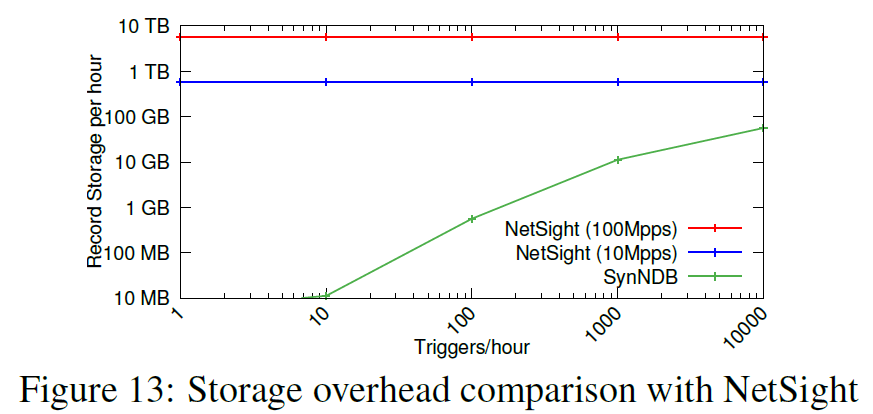 10 TB
1 TB
100 GB
10 GB
1 GB
100 MB
10 MB
Record Storage per hour
NetSight (100Mpps)
NetSight (10Mpps)
SynNDB
1
10
100
1000
10000
Triggers/hour
Figure 13: Storage overhead comparison with NetSight